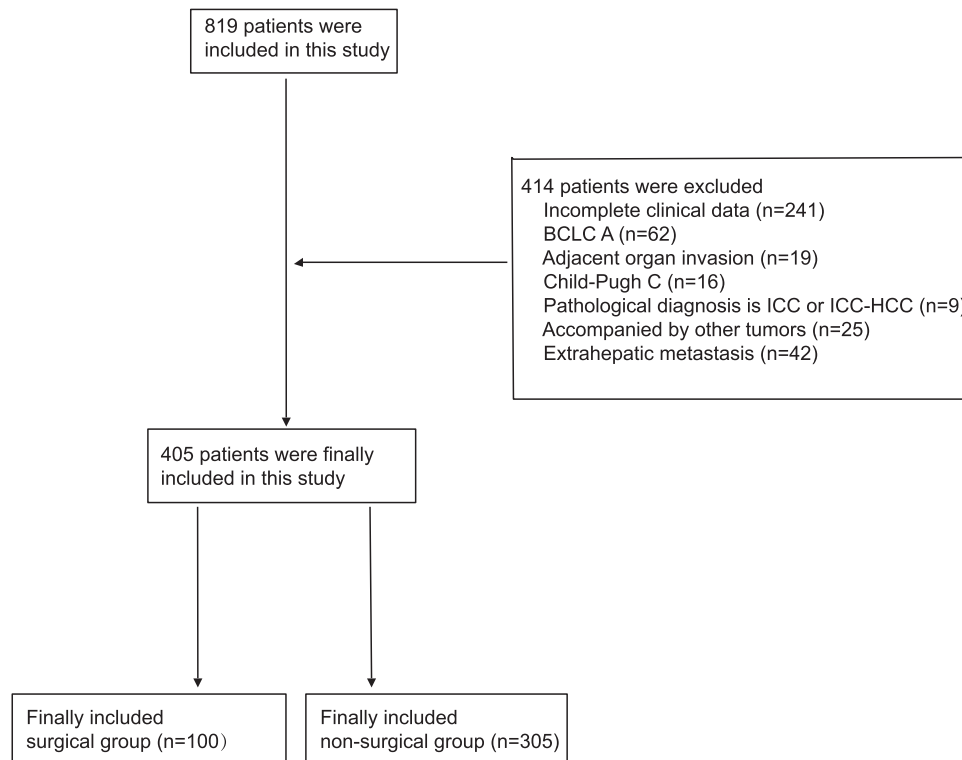 819 patients were
included in this study
414 patients were excluded
Incomplete clinical data (n=241)
BCLC A (n=62)
Adjacent organ invasion (n=19)
Child-Pugh C (n=16)
Pathological diagnosis is ICC or ICC-HCC (n=9)
Accompanied by other tumors (n=25)
Extrahepatic metastasis (n=42)
405 patients were finally
included in this study
Finally included
surgical group (n=100）
Finally included
non-surgical group (n=305)